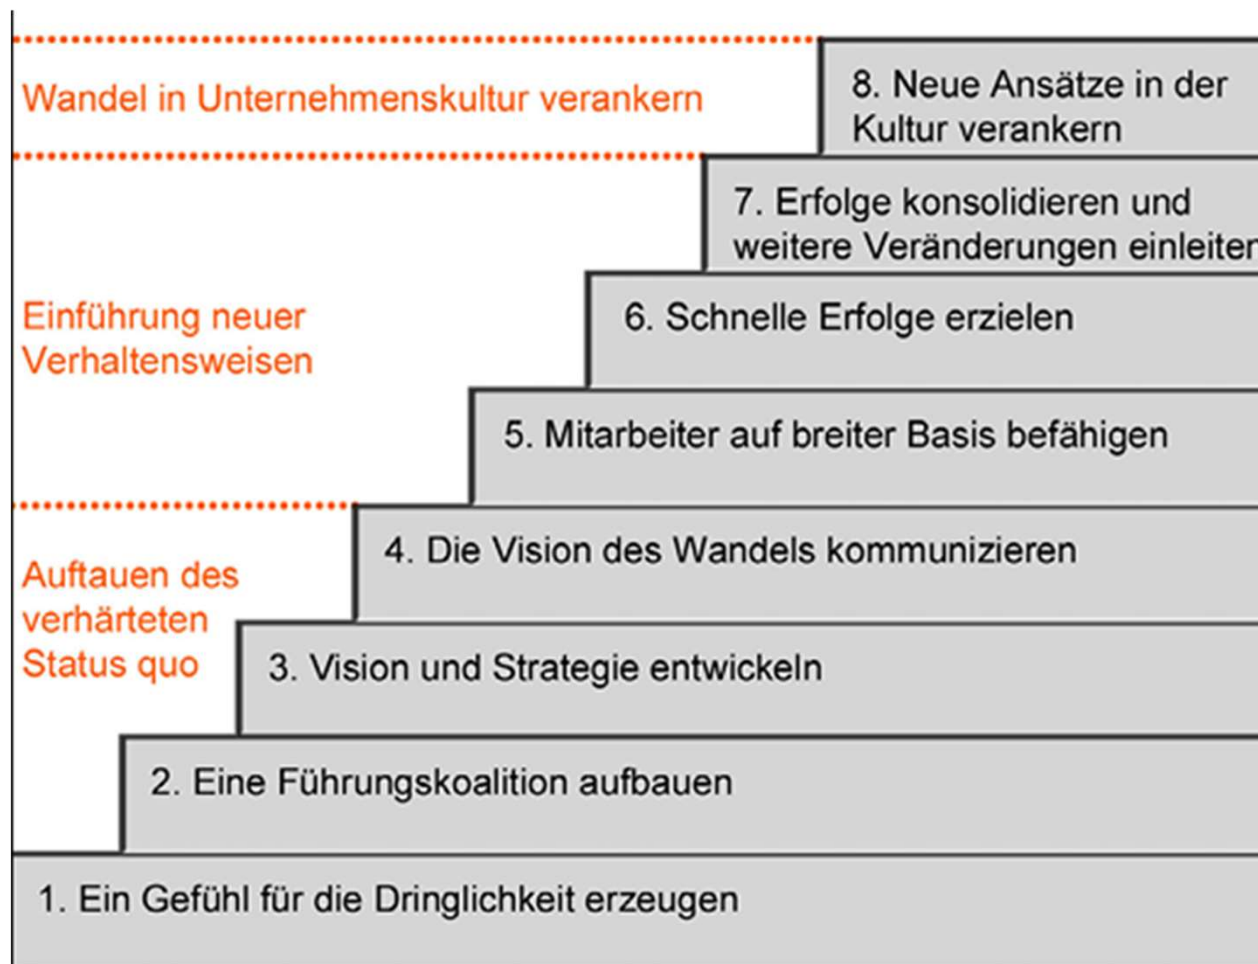 Wandel in Unternehmenskultur verankern
8. Neue Ansätze in der
Kultur verankern
7. Erfolge konsolidieren und
weitere Veränderungen einleiten
Einführung neuer
Verhaltensweisen
6. Schnelle Erfolge erzielen
5. Mitarbeiter auf breiter Basis befähigen
Auftauen des
verhärteten
Status quo
4. Die Vision des Wandels kommunizieren
3. Vision und Strategie entwickeln
2. Eine Führungskoalition aufbauen
1. Ein Gefühl für die Dringlichkeit erzeugen